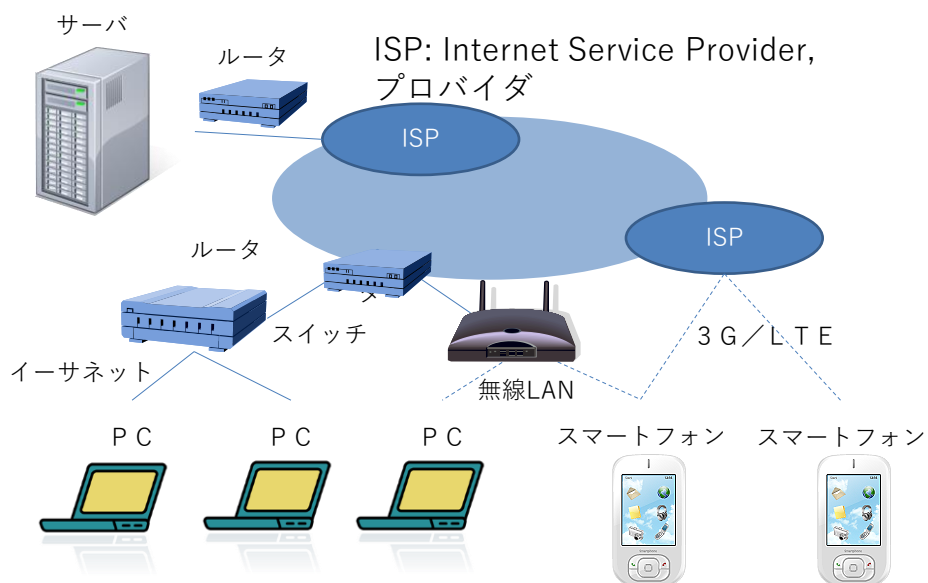 サーバ
ルータ
ISP: Internet Service Provider,
プロバイダ
ISP
ISP
ルータ
スイッチ
3G／LTE
イーサネット
無線LAN
PC
PC
PC
スマートフォン
スマートフォン